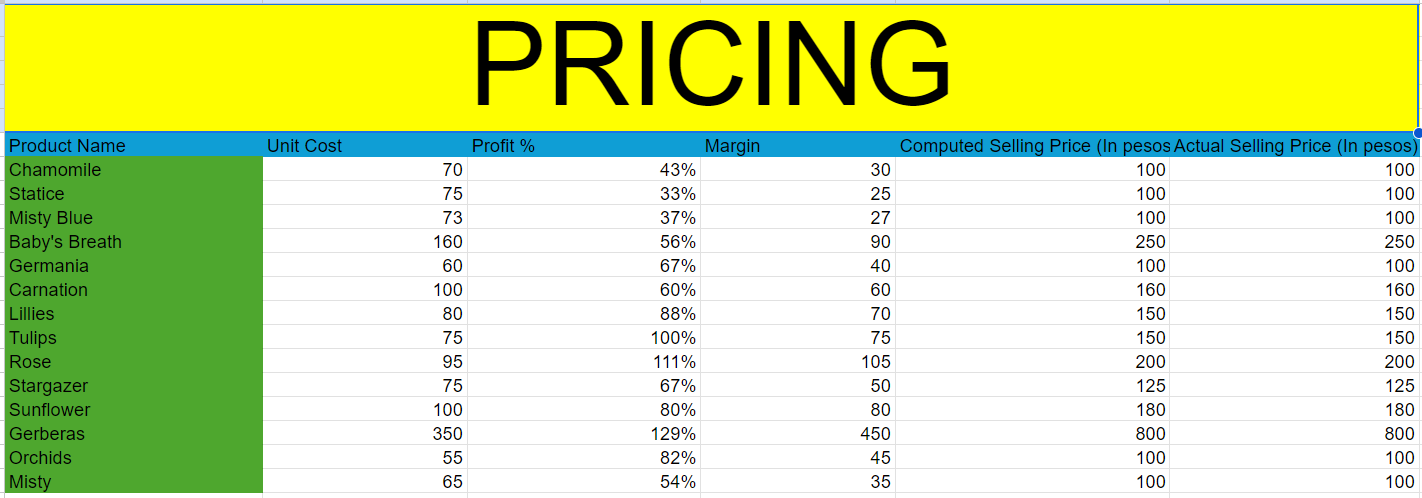 PRICING
Product Name Unit Cost Profit % Margin Computed Selling Price (In pesos Actual Selling Price (In pesos)
Chamomile 70 43% 30 100 100
Statice 75 33% 25 100 100
Misty Blue 73 37% 27 100 100
Baby's Breath 160 56% 90 250 250
Germania 60 67% 40 100 100
Carnation 100 60% 60 160 160
Lillies 80 88% 70 150 150
Tulips 75 100% 75 150 150
Rose 95 111% 105 200 200
Stargazer 75 67% 50 125 125
Sunflower 100 80% 80 180 180
Gerberas 350 129% 450 800 800
Orchids 55 82% 45 100 100
Misty 65 54% 35 100 100